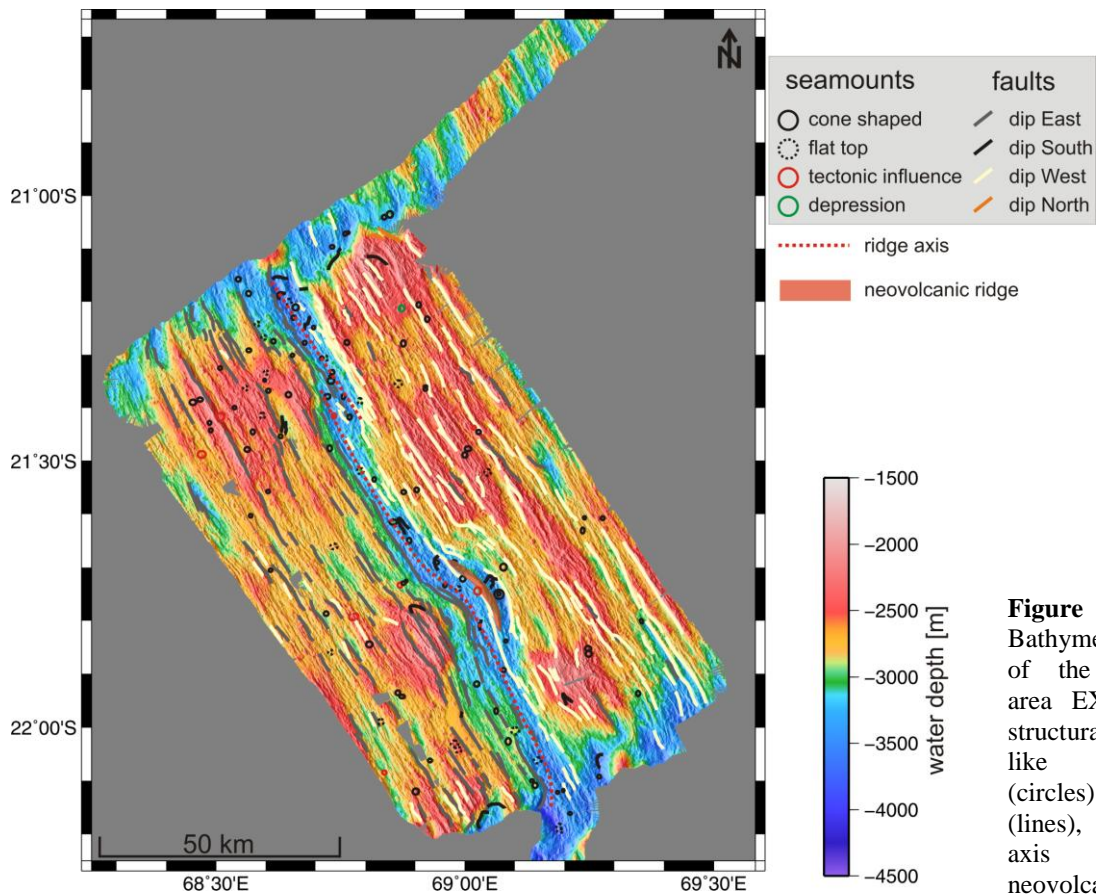 N
seamounts
faults
cone shaped
dip East
flat top
dip South
tectonic influence
dip West
depression
dip North
ridge axis
neovolcanic ridge
21°00'S
21°30'S
22°00'S
50 km
68°30'E
69°00'E
69°30'E
−1500
−2000
−2500
−3000
−3500
−4000
−4500
water depth [m]
Figure
Bathyme
of the
area EX
structura
like
(circles)
(lines),
axis
neovolca